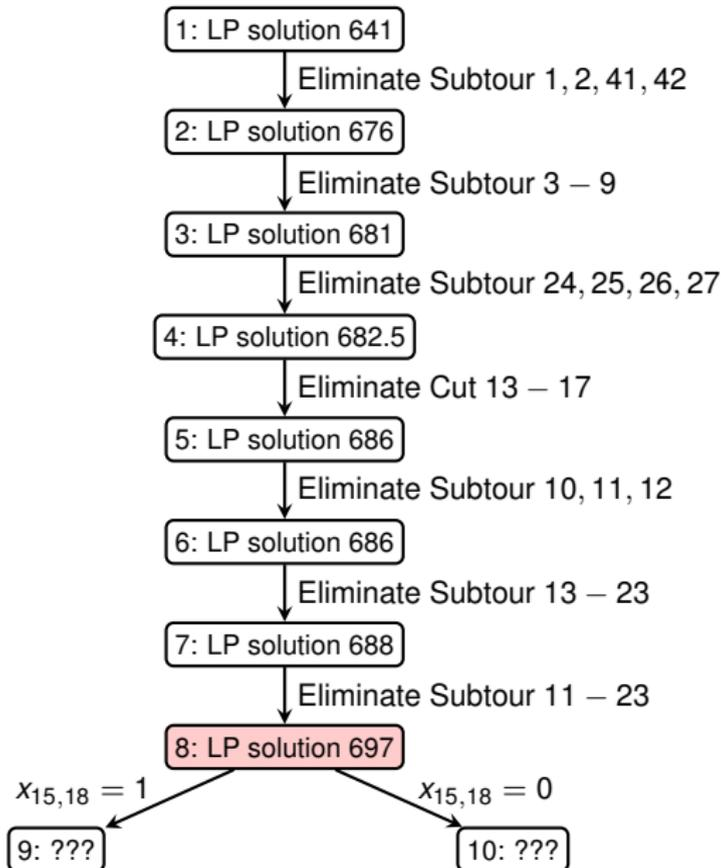 1: LP solution 641
Eliminate Subtour 1, 2, 41, 42
2: LP solution 676
Eliminate Subtour 3 – 9
3: LP solution 681
Eliminate Subtour 24, 25, 26, 27
4: LP solution 682.5
Eliminate Cut 13 – 17
5: LP solution 686
Eliminate Subtour 10, 11, 12
6: LP solution 686
Eliminate Subtour 13 – 23
7: LP solution 688
Eliminate Subtour 11 – 23
8: LP solution 697
x15,18 = 1
x15,18 = 0
9: ???
10: ???